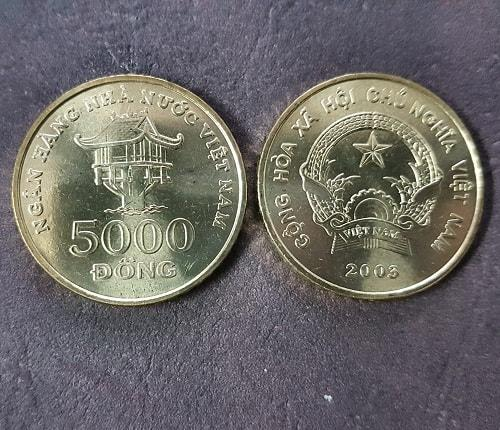 NGÂN HÀNG NHÀ NƯỚC VIỆT NAM
5000
ĐỒNG
CỘNG HÒA XÃ HỘI CHỦ NGHĨA VIỆT NAM
VIỆT NAM
2003